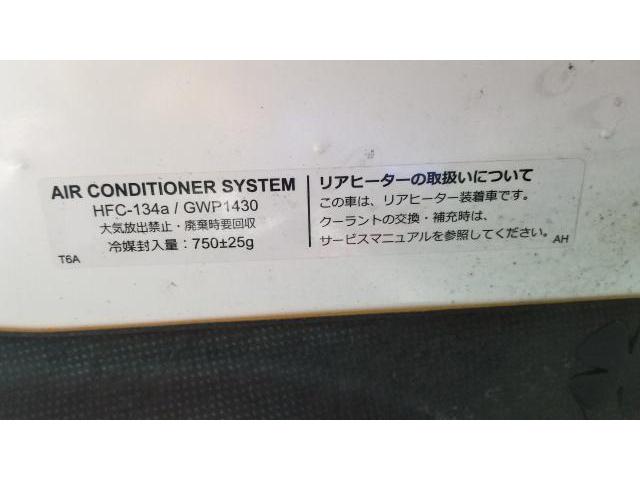 AIR CONDITIONER SYSTEM
HFC-134a / GWP1430
大気放出禁止・廃棄時要回収
冷媒封入量：750±25g
T6A
リアヒーターの取扱いについて
この車は、リアヒーター装着車です。
クーラントの交換・補充時は、
サービスマニュアルを参照してください。
AH